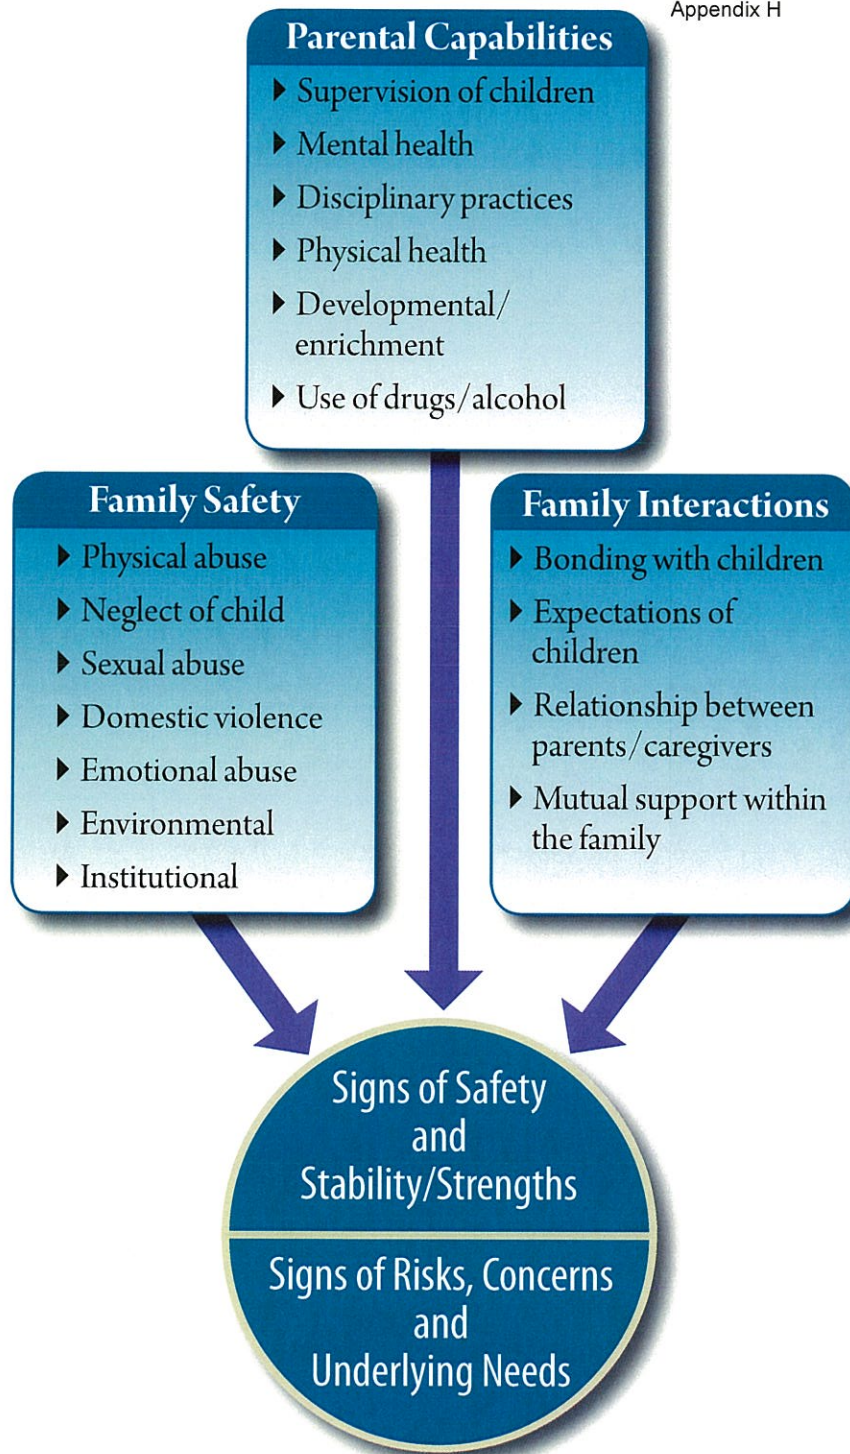 Appendix H
Parental Capabilities
Supervision of children
Mental health
Disciplinary practices
Physical health
Developmental/
enrichment
Use of drugs/alcohol
Family Safety
Physical abuse
Neglect of child
Sexual abuse
Domestic violence
Emotional abuse
Environmental
Institutional
Family Interactions
Bonding with children
Expectations of
children
Relationship between
parents/caregivers
Mutual support within
the family
Signs of Safety
and
Stability/Strengths
Signs of Risks, Concerns
and
Underlying Needs